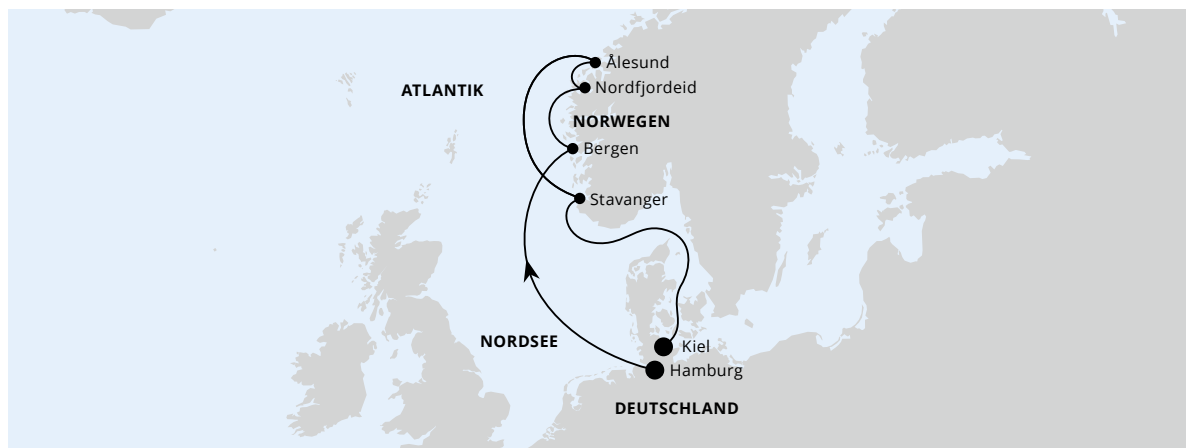 Ålesund
ATLANTIK
Nordfjordeid
NORWEGEN
Bergen
Stavanger
NORDSEE
Kiel
Hamburg
DEUTSCHLAND